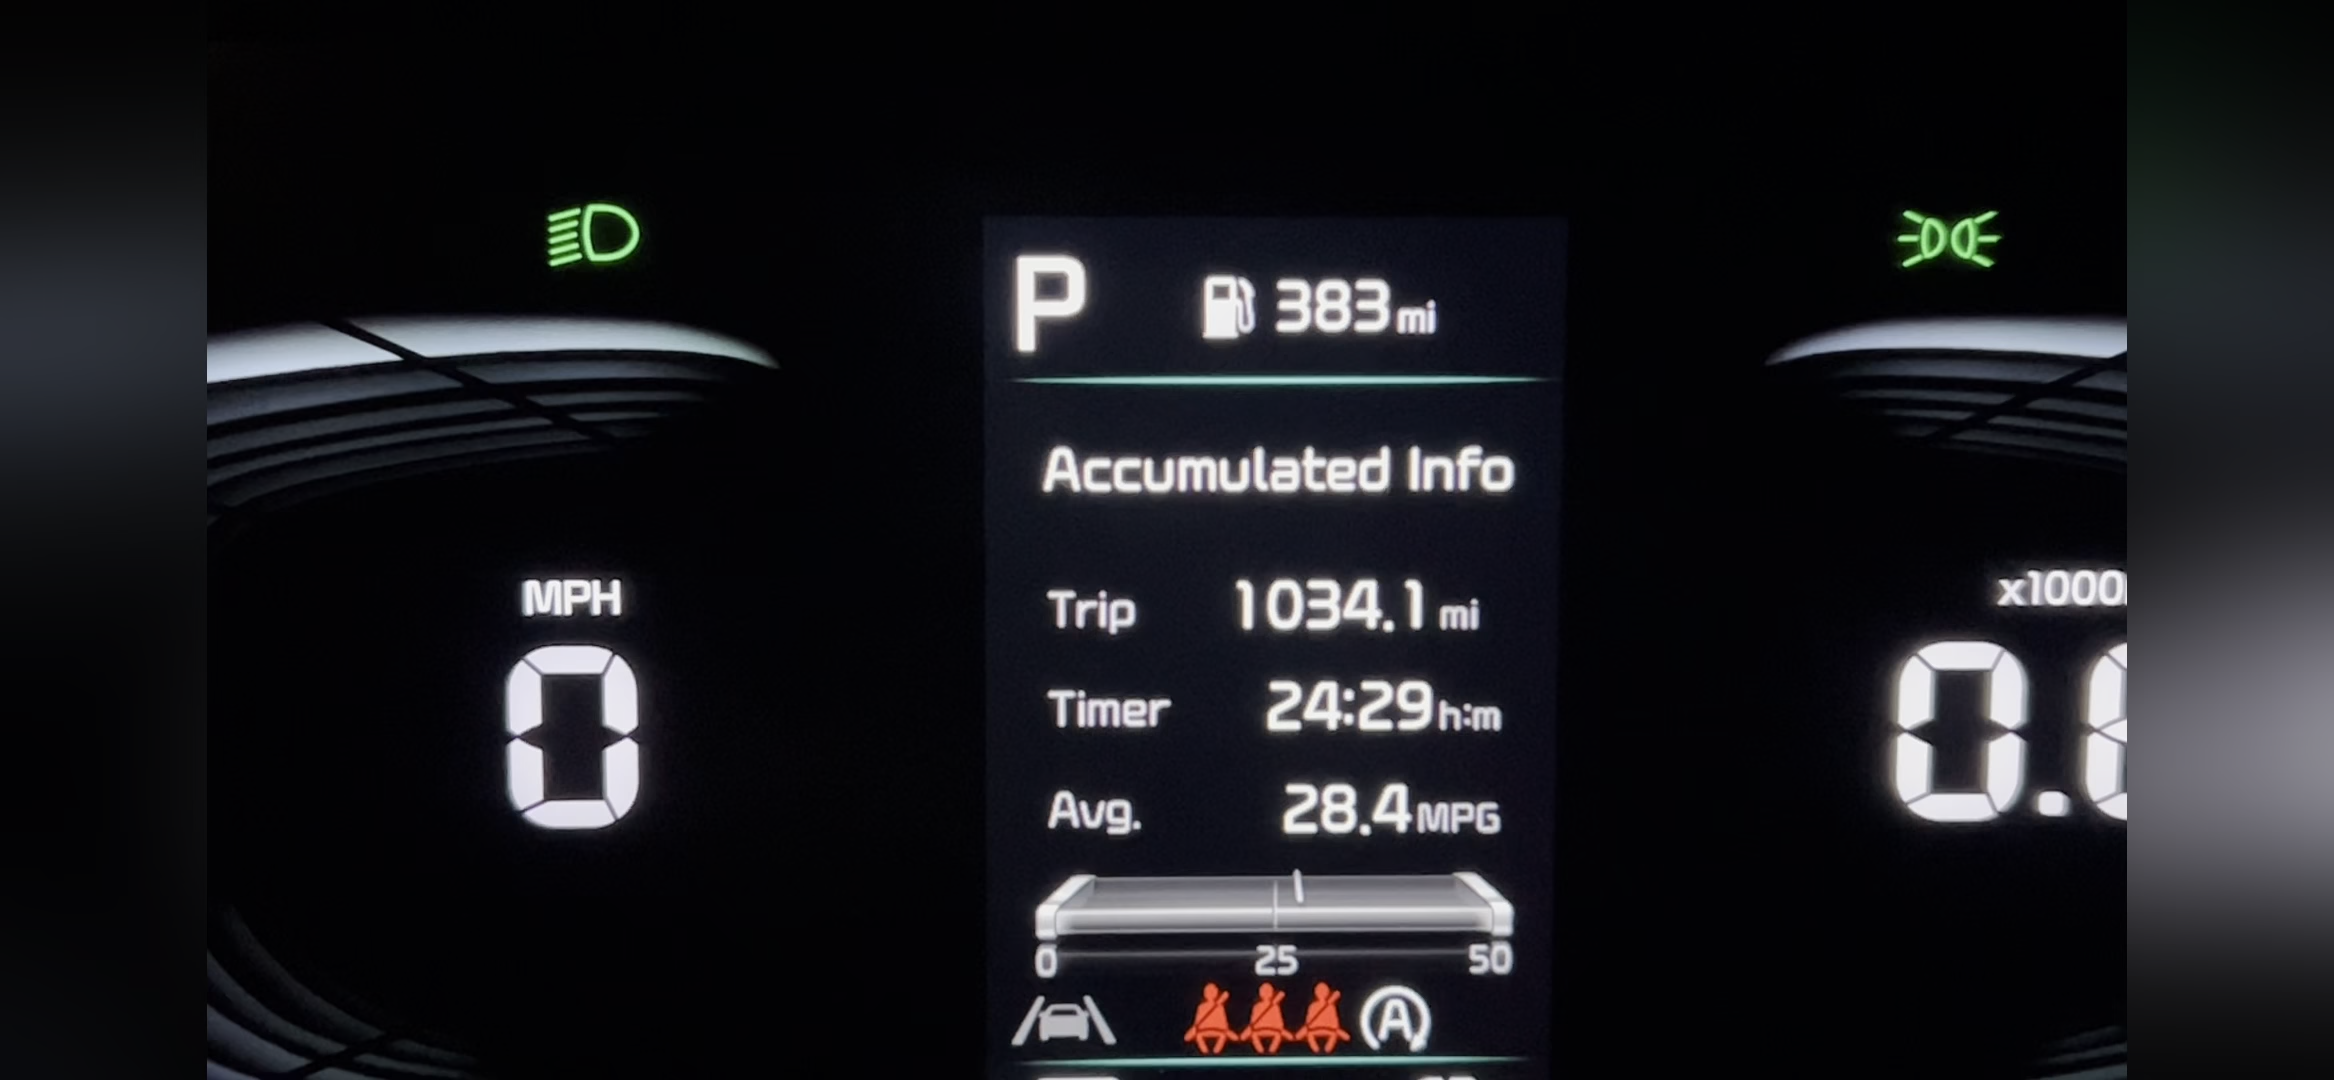 P 383 mi
Accumulated Info
MPH
Trip 1034.1 mi
x1000
Timer 24:29 h:m
0
0.
Avg. 28.4 MPG
0 25 50
A